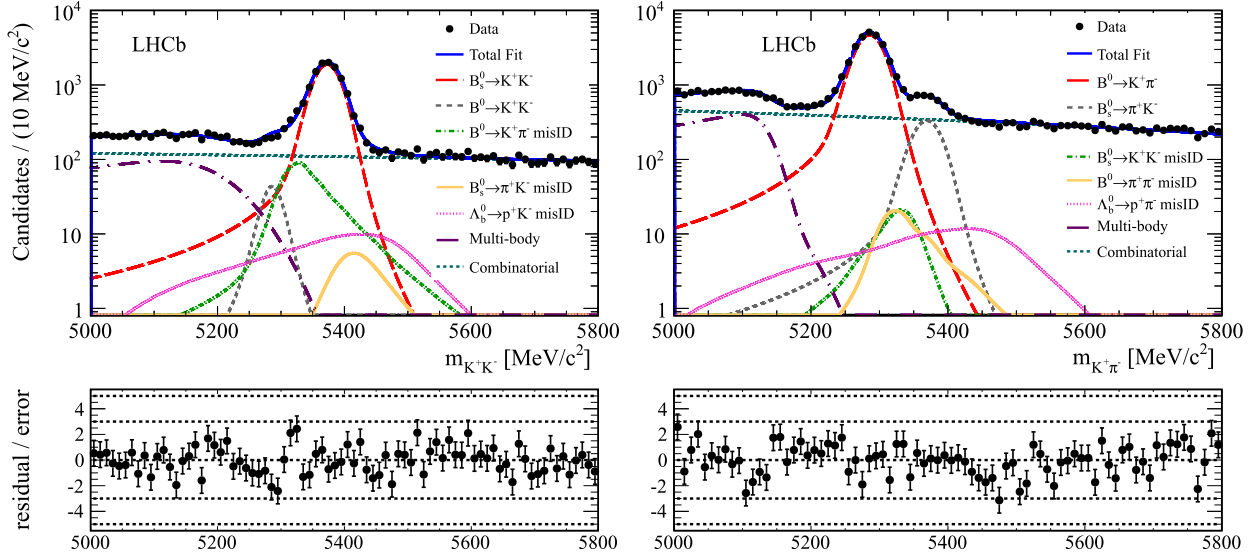 Candidates / (10 MeV/c²)
10⁴
10³
10²
10
1
LHCb
Data
Total Fit
B⁰ₛ→K⁺K⁻
B⁰→K⁺K⁻
B⁰→K⁺π⁻ misID
B⁰ₛ→π⁺K⁻ misID
Λ⁰b→p⁺K⁻ misID
Multi-body
Combinatorial
5000 5200 5400 5600 5800
m K⁺K⁻ [MeV/c²]
10⁴
10³
10²
10
1
LHCb
Data
Total Fit
B⁰→K⁺π⁻
B⁰ₛ→π⁺K⁻
B⁰ₛ→K⁺K⁻ misID
B⁰→π⁺π⁻ misID
Λ⁰b→p⁺π⁻ misID
Multi-body
Combinatorial
5000 5200 5400 5600 5800
m K⁺π⁻ [MeV/c²]
residual / error
4
2
0
-2
-4
5000 5200 5400 5600 5800
4
2
0
-2
-4
5000 5200 5400 5600 5800